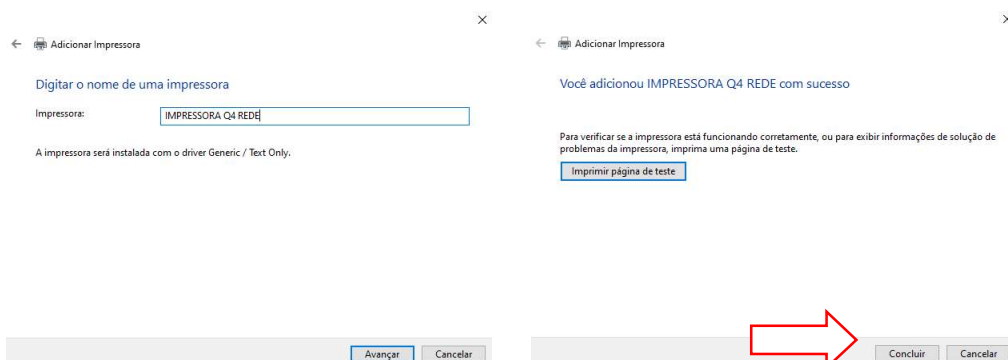 Adicionar Impressora
Digitar o nome de uma impressora
Impressora:
IMPRESSORA Q4 REDE
A impressora será instalada com o driver Generic / Text Only.
Avançar
Cancelar
Adicionar Impressora
Você adicionou IMPRESSORA Q4 REDE com sucesso
Para verificar se a impressora está funcionando corretamente, ou para exibir informações de solução de
problemas da impressora, imprima uma página de teste.
Imprimir página de teste
Concluir
Cancelar